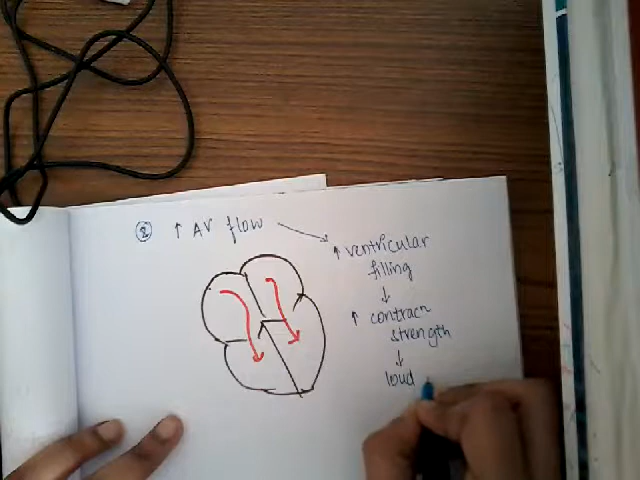 ② ↑ AV flow
↑ ventricular
filling
↓
↑ contracn
strength
↓
loud